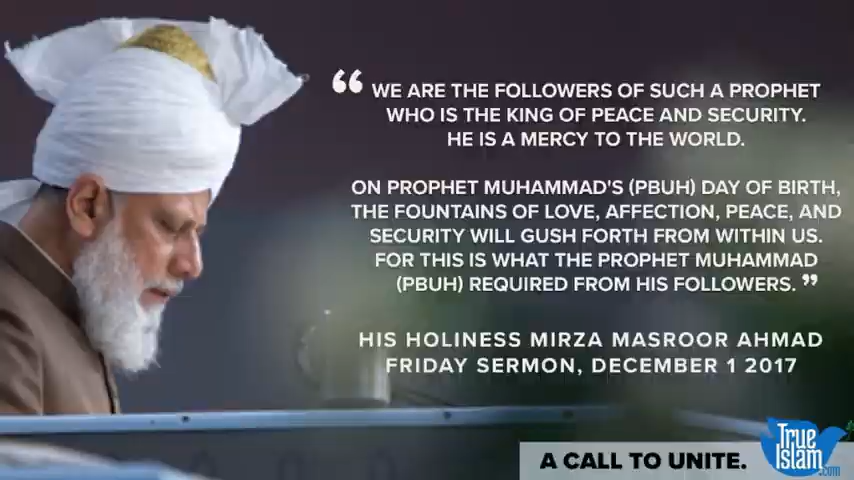 “ WE ARE THE FOLLOWERS OF SUCH A PROPHET
WHO IS THE KING OF PEACE AND SECURITY.
HE IS A MERCY TO THE WORLD.
ON PROPHET MUHAMMAD'S (PBUH) DAY OF BIRTH,
THE FOUNTAINS OF LOVE, AFFECTION, PEACE, AND
SECURITY WILL GUSH FORTH FROM WITHIN US.
FOR THIS IS WHAT THE PROPHET MUHAMMAD
(PBUH) REQUIRED FROM HIS FOLLOWERS. ”
HIS HOLINESS MIRZA MASROOR AHMAD
FRIDAY SERMON, DECEMBER 1 2017
A CALL TO UNITE.
True
Islam
.com